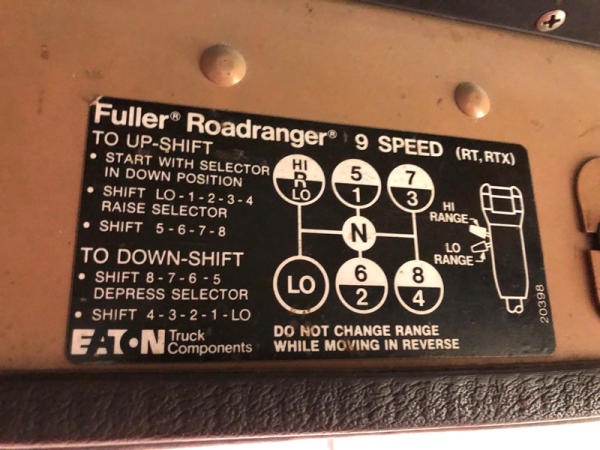 Fuller® Roadranger® 9 SPEED (RT, RTX)
TO UP-SHIFT
• START WITH SELECTOR
IN DOWN POSITION
• SHIFT LO-1-2-3-4
RAISE SELECTOR
• SHIFT 5-6-7-8
TO DOWN-SHIFT
• SHIFT 8-7-6-5
DEPRESS SELECTOR
• SHIFT 4-3-2-1-LO
EATON Truck
Components
HI
R
LO
5
1
7
3
N
LO
6
2
8
4
HI
RANGE
LO
RANGE
DO NOT CHANGE RANGE
WHILE MOVING IN REVERSE
20398